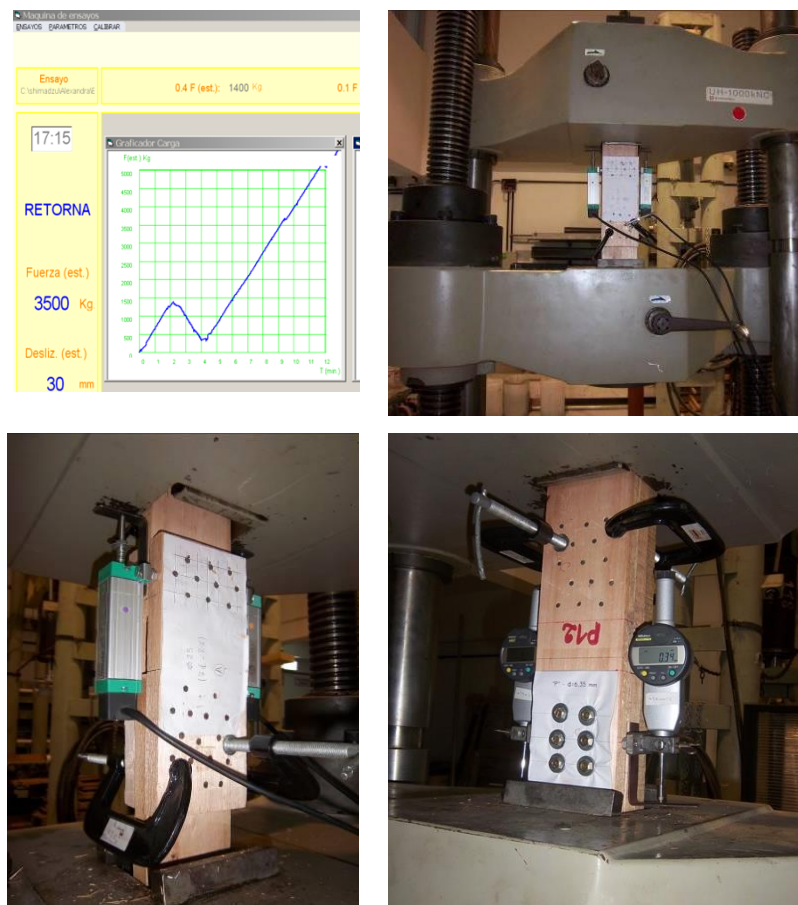 Maquina de ensayos
ENSAYOS PARAMETROS CALIBRAR
Ensayo
0.4 F (est.): 1400 Kg
0.1 F
17:15
RETORNA
Fuerza (est.)
3500 Kg
Desliz. (est.)
30 mm
Graficador Carga
F(est.) Kg
5000
4500
4000
3500
3000
2500
2000
1500
1000
500
0
0 1 2 3 4 5 6 7 8 9 10 11 12
T (min.)
UH-1000kNC
P12
0.34